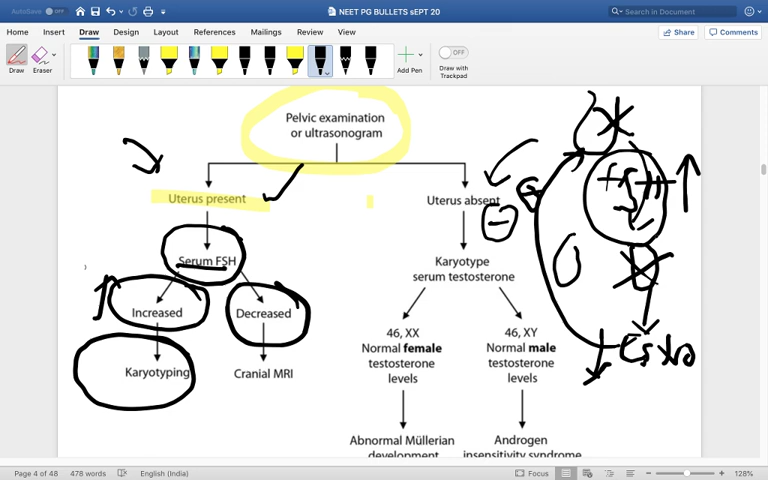 AutoSave OFF
NEET PG BULLETS sEPT 20
Search in Document
Home Insert Draw Design Layout References Mailings Review View
Share Comments
Draw Eraser
Add Pen
OFF
Draw with
Trackpad
Pelvic examination
or ultrasonogram
Uterus present
Uterus absent
Serum FSH
Karyotype
serum testosterone
Increased
Decreased
46, XX
Normal female
testosterone
levels
46, XY
Normal male
testosterone
levels
Karyotyping
Cranial MRI
Abnormal Müllerian
development
Androgen
insensitivity syndrome
Page 4 of 48 478 words English (India) Focus 128%